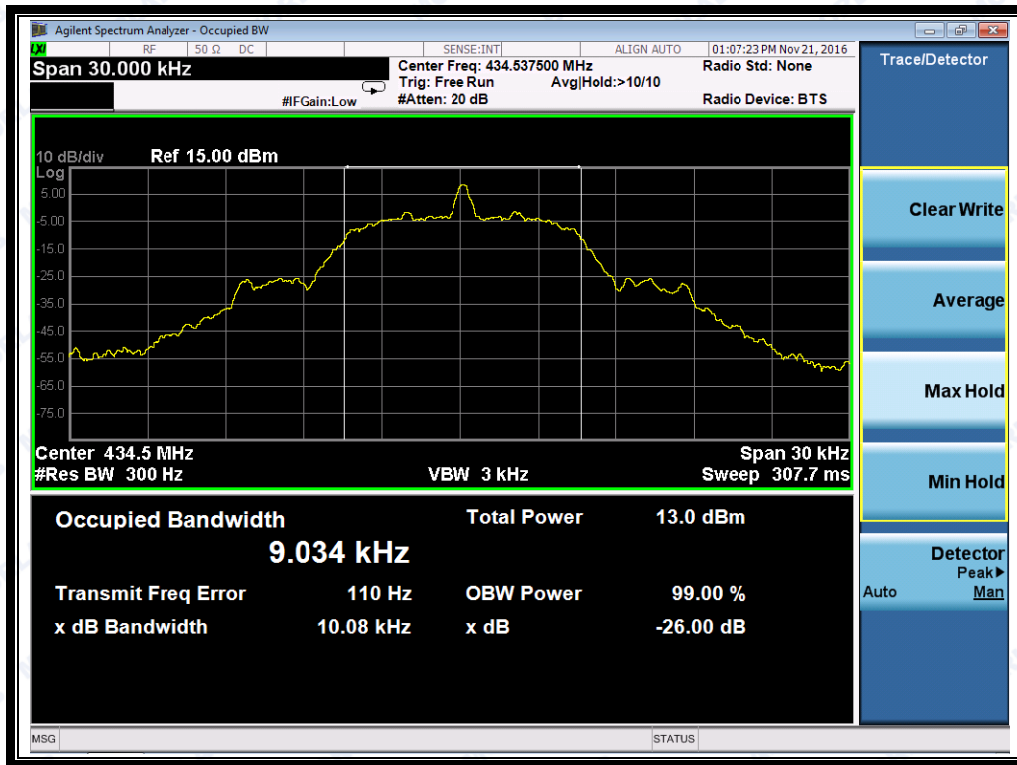 Agilent Spectrum Analyzer - Occupied BW
LXI RF 50 Ω DC SENSE:INT ALIGN AUTO 01:07:23 PM Nov 21, 2016
Span 30.000 kHz
Center Freq: 434.537500 MHz Radio Std: None
Trig: Free Run Avg|Hold:>10/10
#IFGain:Low #Atten: 20 dB Radio Device: BTS
10 dB/div Ref 15.00 dBm
Log
5.00
-5.00
-15.0
-25.0
-35.0
-45.0
-55.0
-65.0
-75.0
Center 434.5 MHz Span 30 kHz
#Res BW 300 Hz VBW 3 kHz Sweep 307.7 ms
Occupied Bandwidth Total Power 13.0 dBm
9.034 kHz
Transmit Freq Error 110 Hz OBW Power 99.00 %
x dB Bandwidth 10.08 kHz x dB -26.00 dB
MSG STATUS
Trace/Detector
Clear Write
Average
Max Hold
Min Hold
Detector
Peak▶
Auto Man